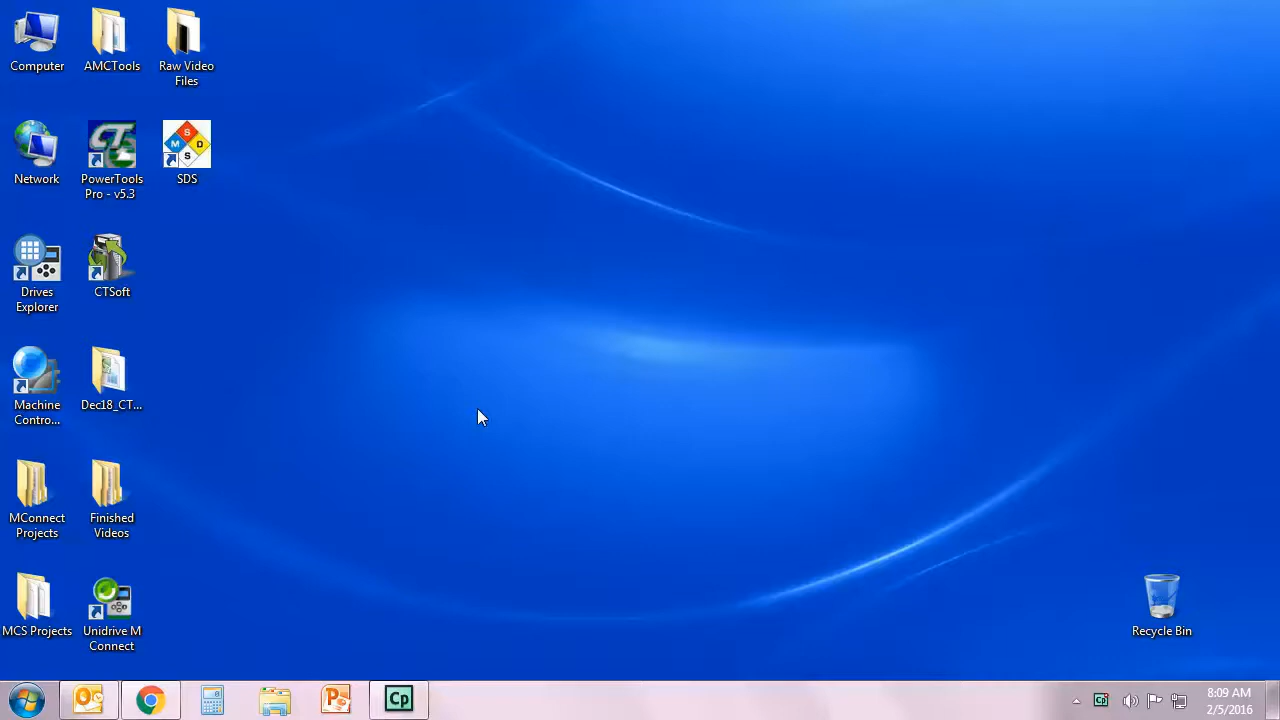 Computer
AMCTools
Raw Video
Files
Network
CT
PowerTools
Pro - v5.3
S
M D
S
SDS
Drives
Explorer
CTSoft
Machine
Contro...
Dec18_CT...
MConnect
Projects
Finished
Videos
MCS Projects
Unidrive M
Connect
Recycle Bin
Cp
8:09 AM
2/5/2016